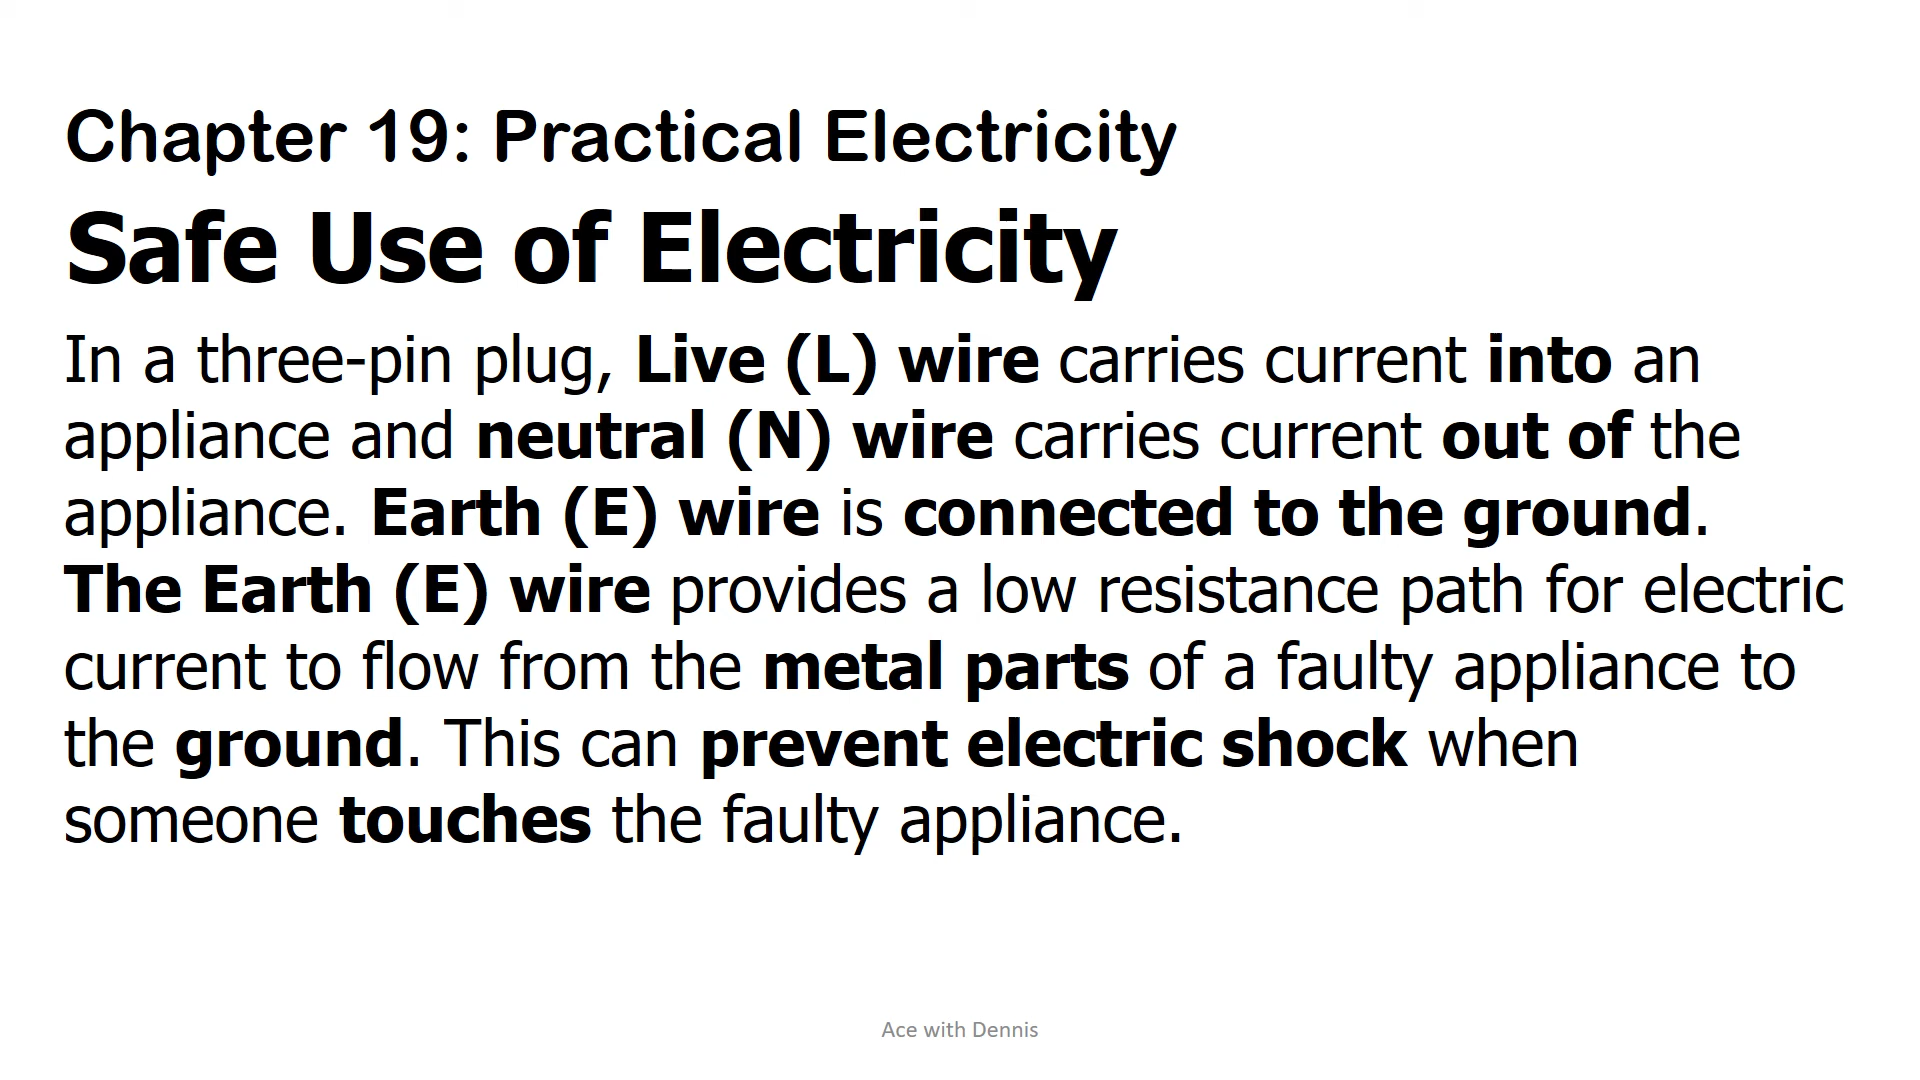 Chapter 19: Practical Electricity
Safe Use of Electricity
In a three-pin plug, Live (L) wire carries current into an
appliance and neutral (N) wire carries current out of the
appliance. Earth (E) wire is connected to the ground.
The Earth (E) wire provides a low resistance path for electric
current to flow from the metal parts of a faulty appliance to
the ground. This can prevent electric shock when
someone touches the faulty appliance.
Ace with Dennis